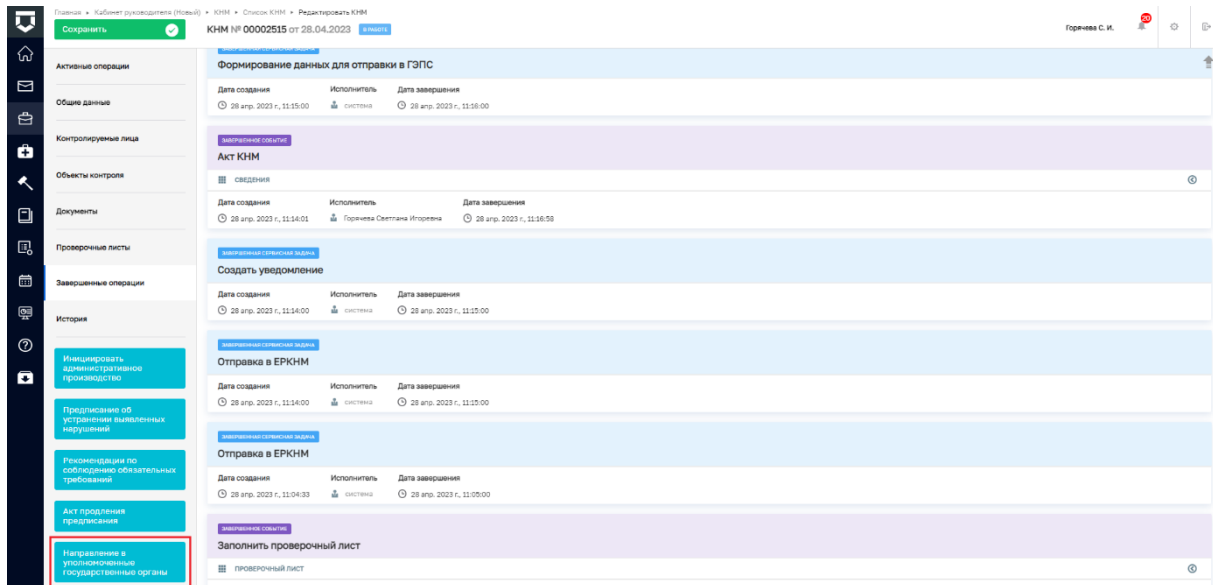 Главная ▸ Кабинет руководителя (Новый) ▸ КНМ ▸ Список КНМ ▸ Редактировать КНМ
Сохранить
КНМ № 00002515 от 28.04.2023 В РАБОТЕ
Горячева С. И.
20
Активные операции
Общие данные
Контролируемые лица
Объекты контроля
Документы
Проверочные листы
Завершенные операции
История
Инициировать
административное
производство
Предписание об
устранении выявленных
нарушений
Рекомендации по
соблюдению обязательных
требований
Акт продления
предписания
Направление в
уполномоченные
государственные органы
ЗАВЕРШЕННАЯ СЕРВИСНАЯ ЗАДАЧА
Формирование данных для отправки в ГЭПС
Дата создания Исполнитель Дата завершения
28 апр. 2023 г., 11:15:00 система 28 апр. 2023 г., 11:16:00
ЗАВЕРШЕННОЕ СОБЫТИЕ
Акт КНМ
СВЕДЕНИЯ
Дата создания Исполнитель Дата завершения
28 апр. 2023 г., 11:14:01 Горячева Светлана Игоревна 28 апр. 2023 г., 11:16:58
ЗАВЕРШЕННАЯ СЕРВИСНАЯ ЗАДАЧА
Создать уведомление
Дата создания Исполнитель Дата завершения
28 апр. 2023 г., 11:14:00 система 28 апр. 2023 г., 11:15:00
ЗАВЕРШЕННАЯ СЕРВИСНАЯ ЗАДАЧА
Отправка в ЕРКНМ
Дата создания Исполнитель Дата завершения
28 апр. 2023 г., 11:14:00 система 28 апр. 2023 г., 11:15:00
ЗАВЕРШЕННАЯ СЕРВИСНАЯ ЗАДАЧА
Отправка в ЕРКНМ
Дата создания Исполнитель Дата завершения
28 апр. 2023 г., 11:04:33 система 28 апр. 2023 г., 11:05:00
ЗАВЕРШЕННОЕ СОБЫТИЕ
Заполнить проверочный лист
ПРОВЕРОЧНЫЙ ЛИСТ